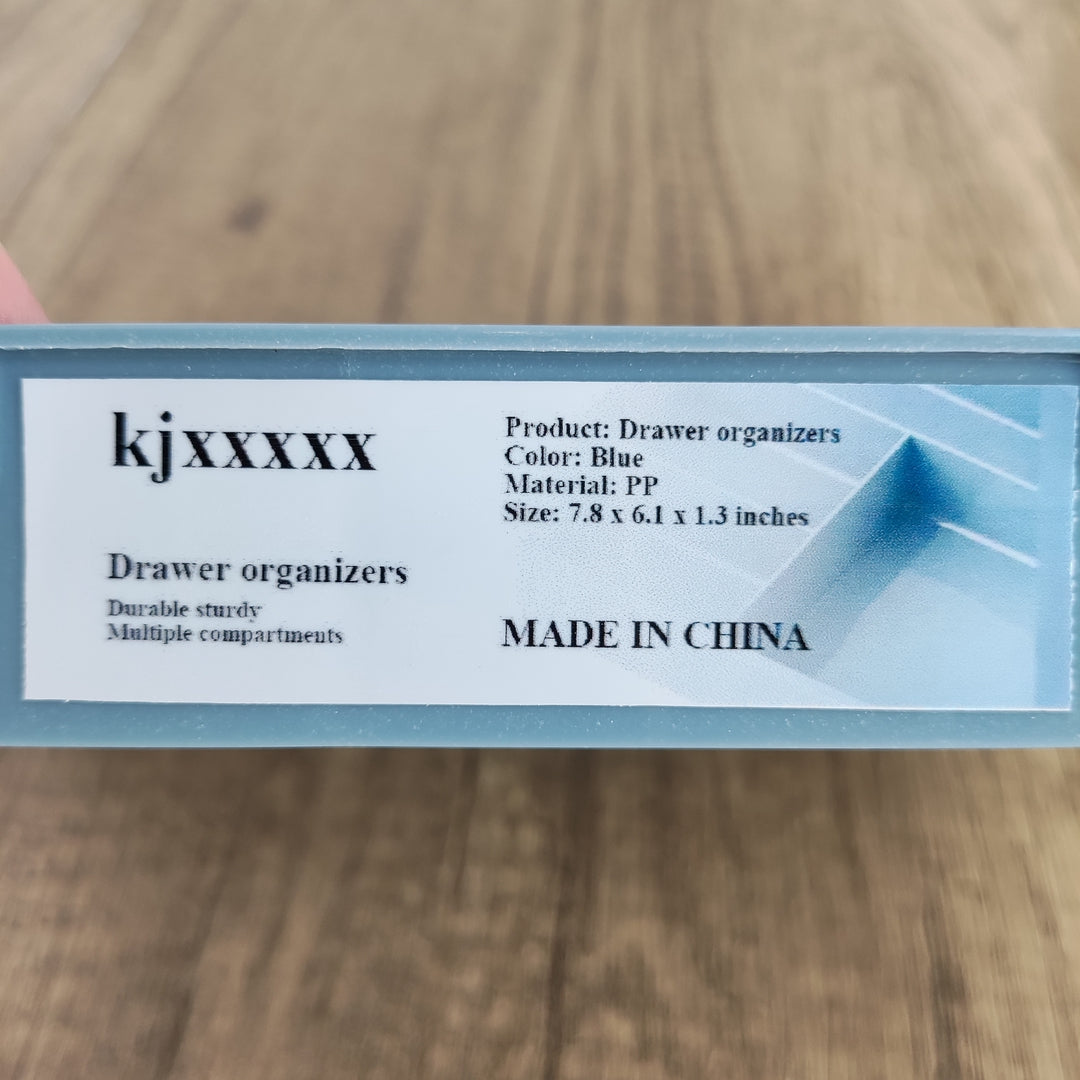 kjxxxxx
Drawer organizers
Durable sturdy
Multiple compartments
Product: Drawer organizers
Color: Blue
Material: PP
Size: 7.8 x 6.1 x 1.3 inches
MADE IN CHINA